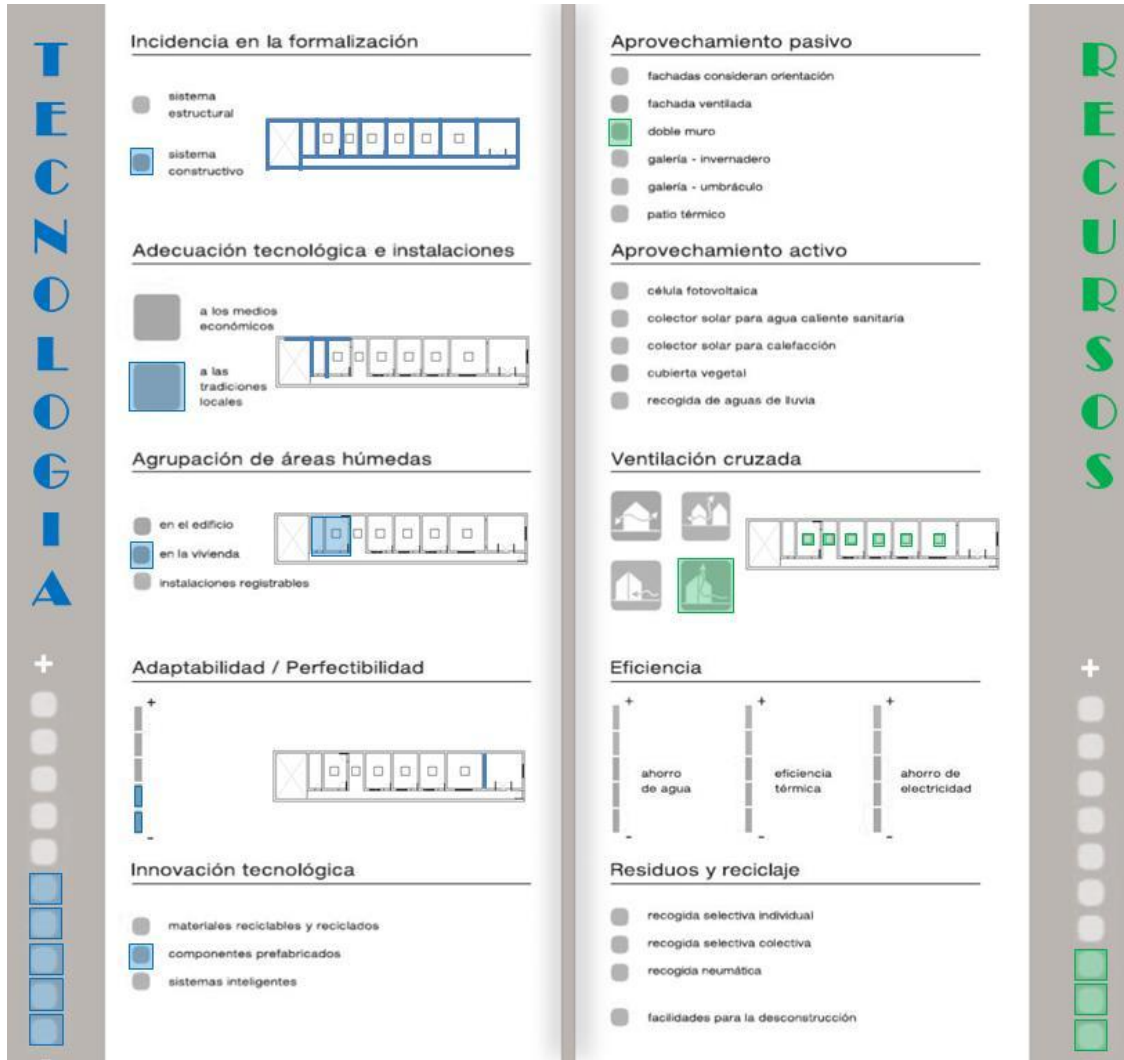 TECNOLOGIA
+
Incidencia en la formalización
sistema
estructural
sistema
constructivo
Adecuación tecnológica e instalaciones
a los medios
económicos
a las
tradiciones
locales
Agrupación de áreas húmedas
en el edificio
en la vivienda
instalaciones registrables
Adaptabilidad / Perfectibilidad
+
-
Innovación tecnológica
materiales reciclables y reciclados
componentes prefabricados
sistemas inteligentes
Aprovechamiento pasivo
fachadas consideran orientación
fachada ventilada
doble muro
galería - invernadero
galería - umbráculo
patio térmico
Aprovechamiento activo
célula fotovoltaica
colector solar para agua caliente sanitaria
colector solar para calefacción
cubierta vegetal
recogida de aguas de lluvia
Ventilación cruzada
Eficiencia
+ + +
ahorro
de agua
eficiencia
térmica
ahorro de
electricidad
- - -
Residuos y reciclaje
recogida selectiva individual
recogida selectiva colectiva
recogida neumática
facilidades para la desconstrucción
RECURSOS
+